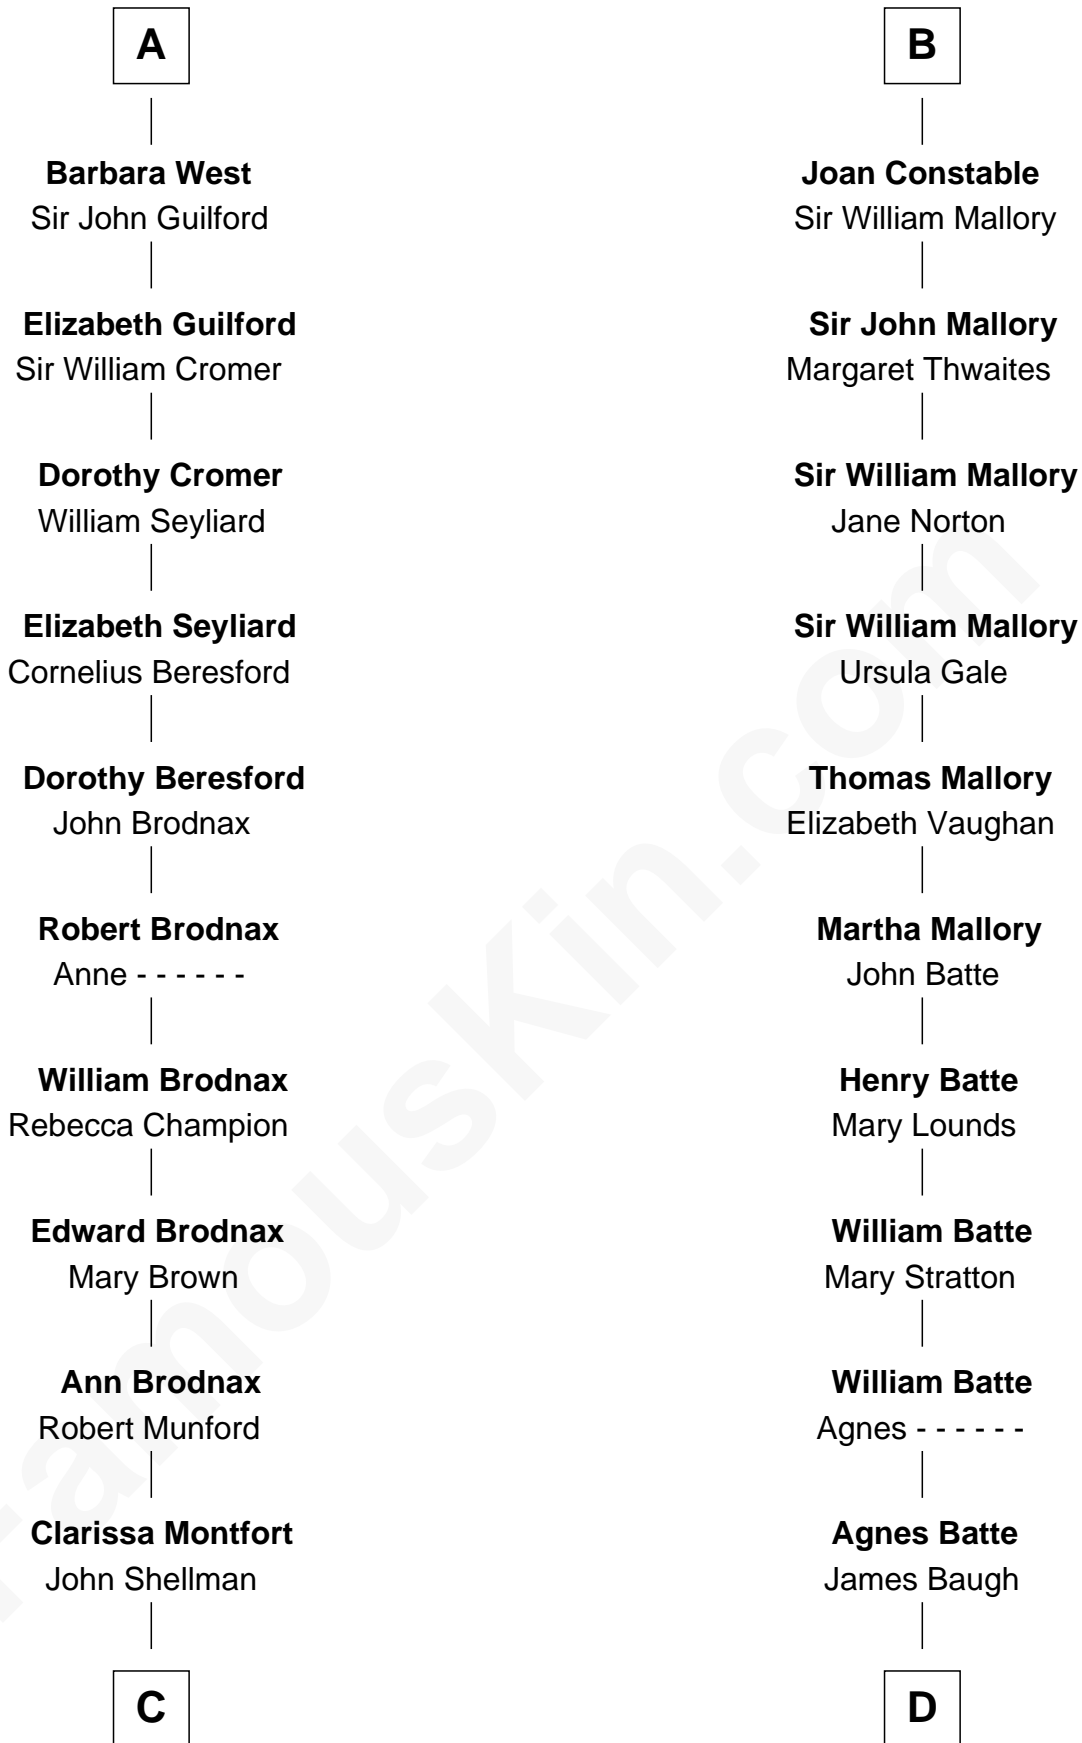 A
Barbara West
Sir John Guilford
Elizabeth Guilford
Sir William Cromer
Dorothy Cromer
William Seyliard
Elizabeth Seyliard
Cornelius Beresford
Dorothy Beresford
John Brodnax
Robert Brodnax
Anne - - - - - -
William Brodnax
Rebecca Champion
Edward Brodnax
Mary Brown
Ann Brodnax
Robert Munford
Clarissa Montfort
John Shellman
C
B
Joan Constable
Sir William Mallory
Sir John Mallory
Margaret Thwaites
Sir William Mallory
Jane Norton
Sir William Mallory
Ursula Gale
Thomas Mallory
Elizabeth Vaughan
Martha Mallory
John Batte
Henry Batte
Mary Lounds
William Batte
Mary Stratton
William Batte
Agnes - - - - - -
Agnes Batte
James Baugh
D
FamousKin.com